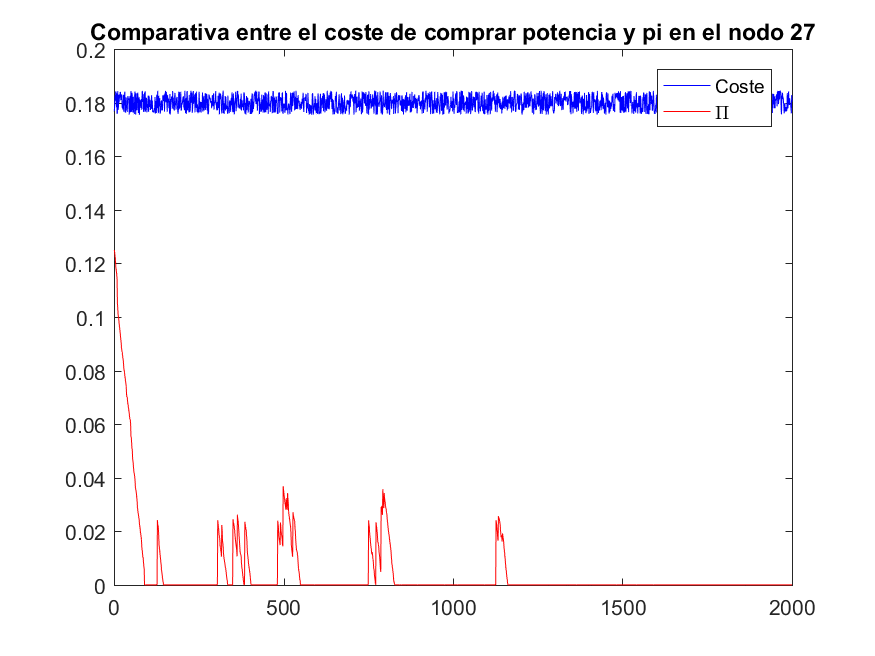 Comparativa entre el coste de comprar potencia y pi en el nodo 27
0.2
0.18
0.16
0.14
0.12
0.1
0.08
0.06
0.04
0.02
0
Coste
Π
0 500 1000 1500 2000